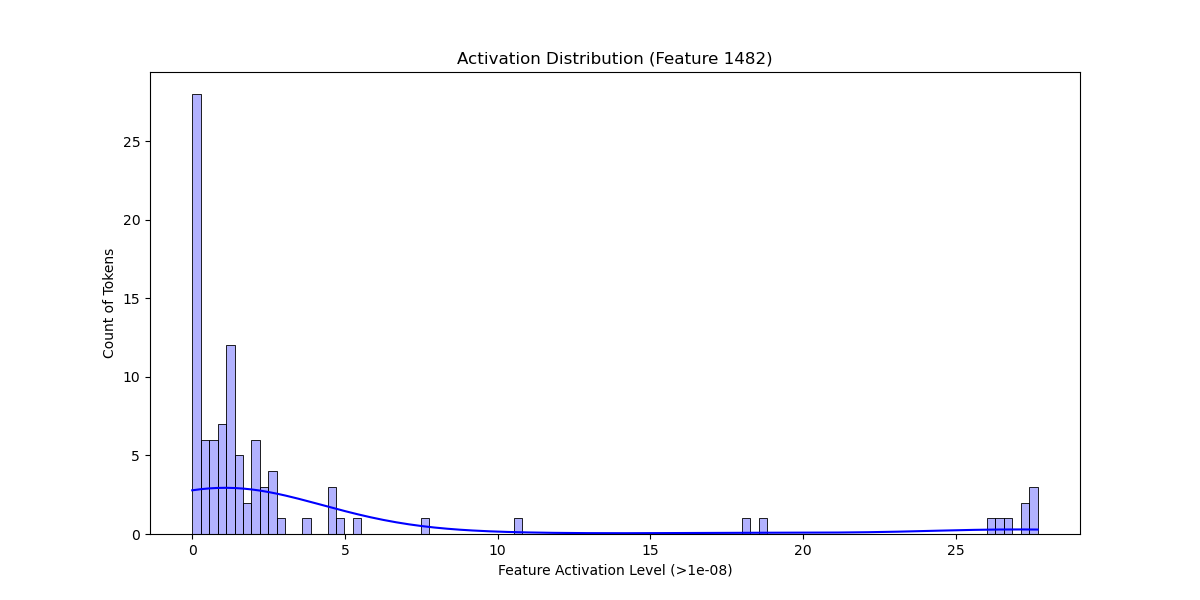 Activation Distribution (Feature 1482)
Count of Tokens
25
20
15
10
5
0
0 5 10 15 20 25
Feature Activation Level (>1e-08)